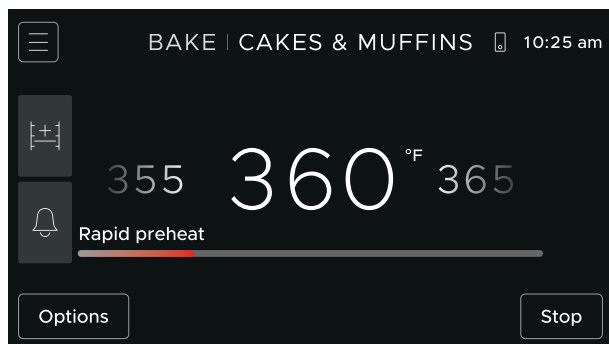 BAKE | CAKES & MUFFINS 10:25 am
355 360 °F 365
Rapid preheat
Options Stop